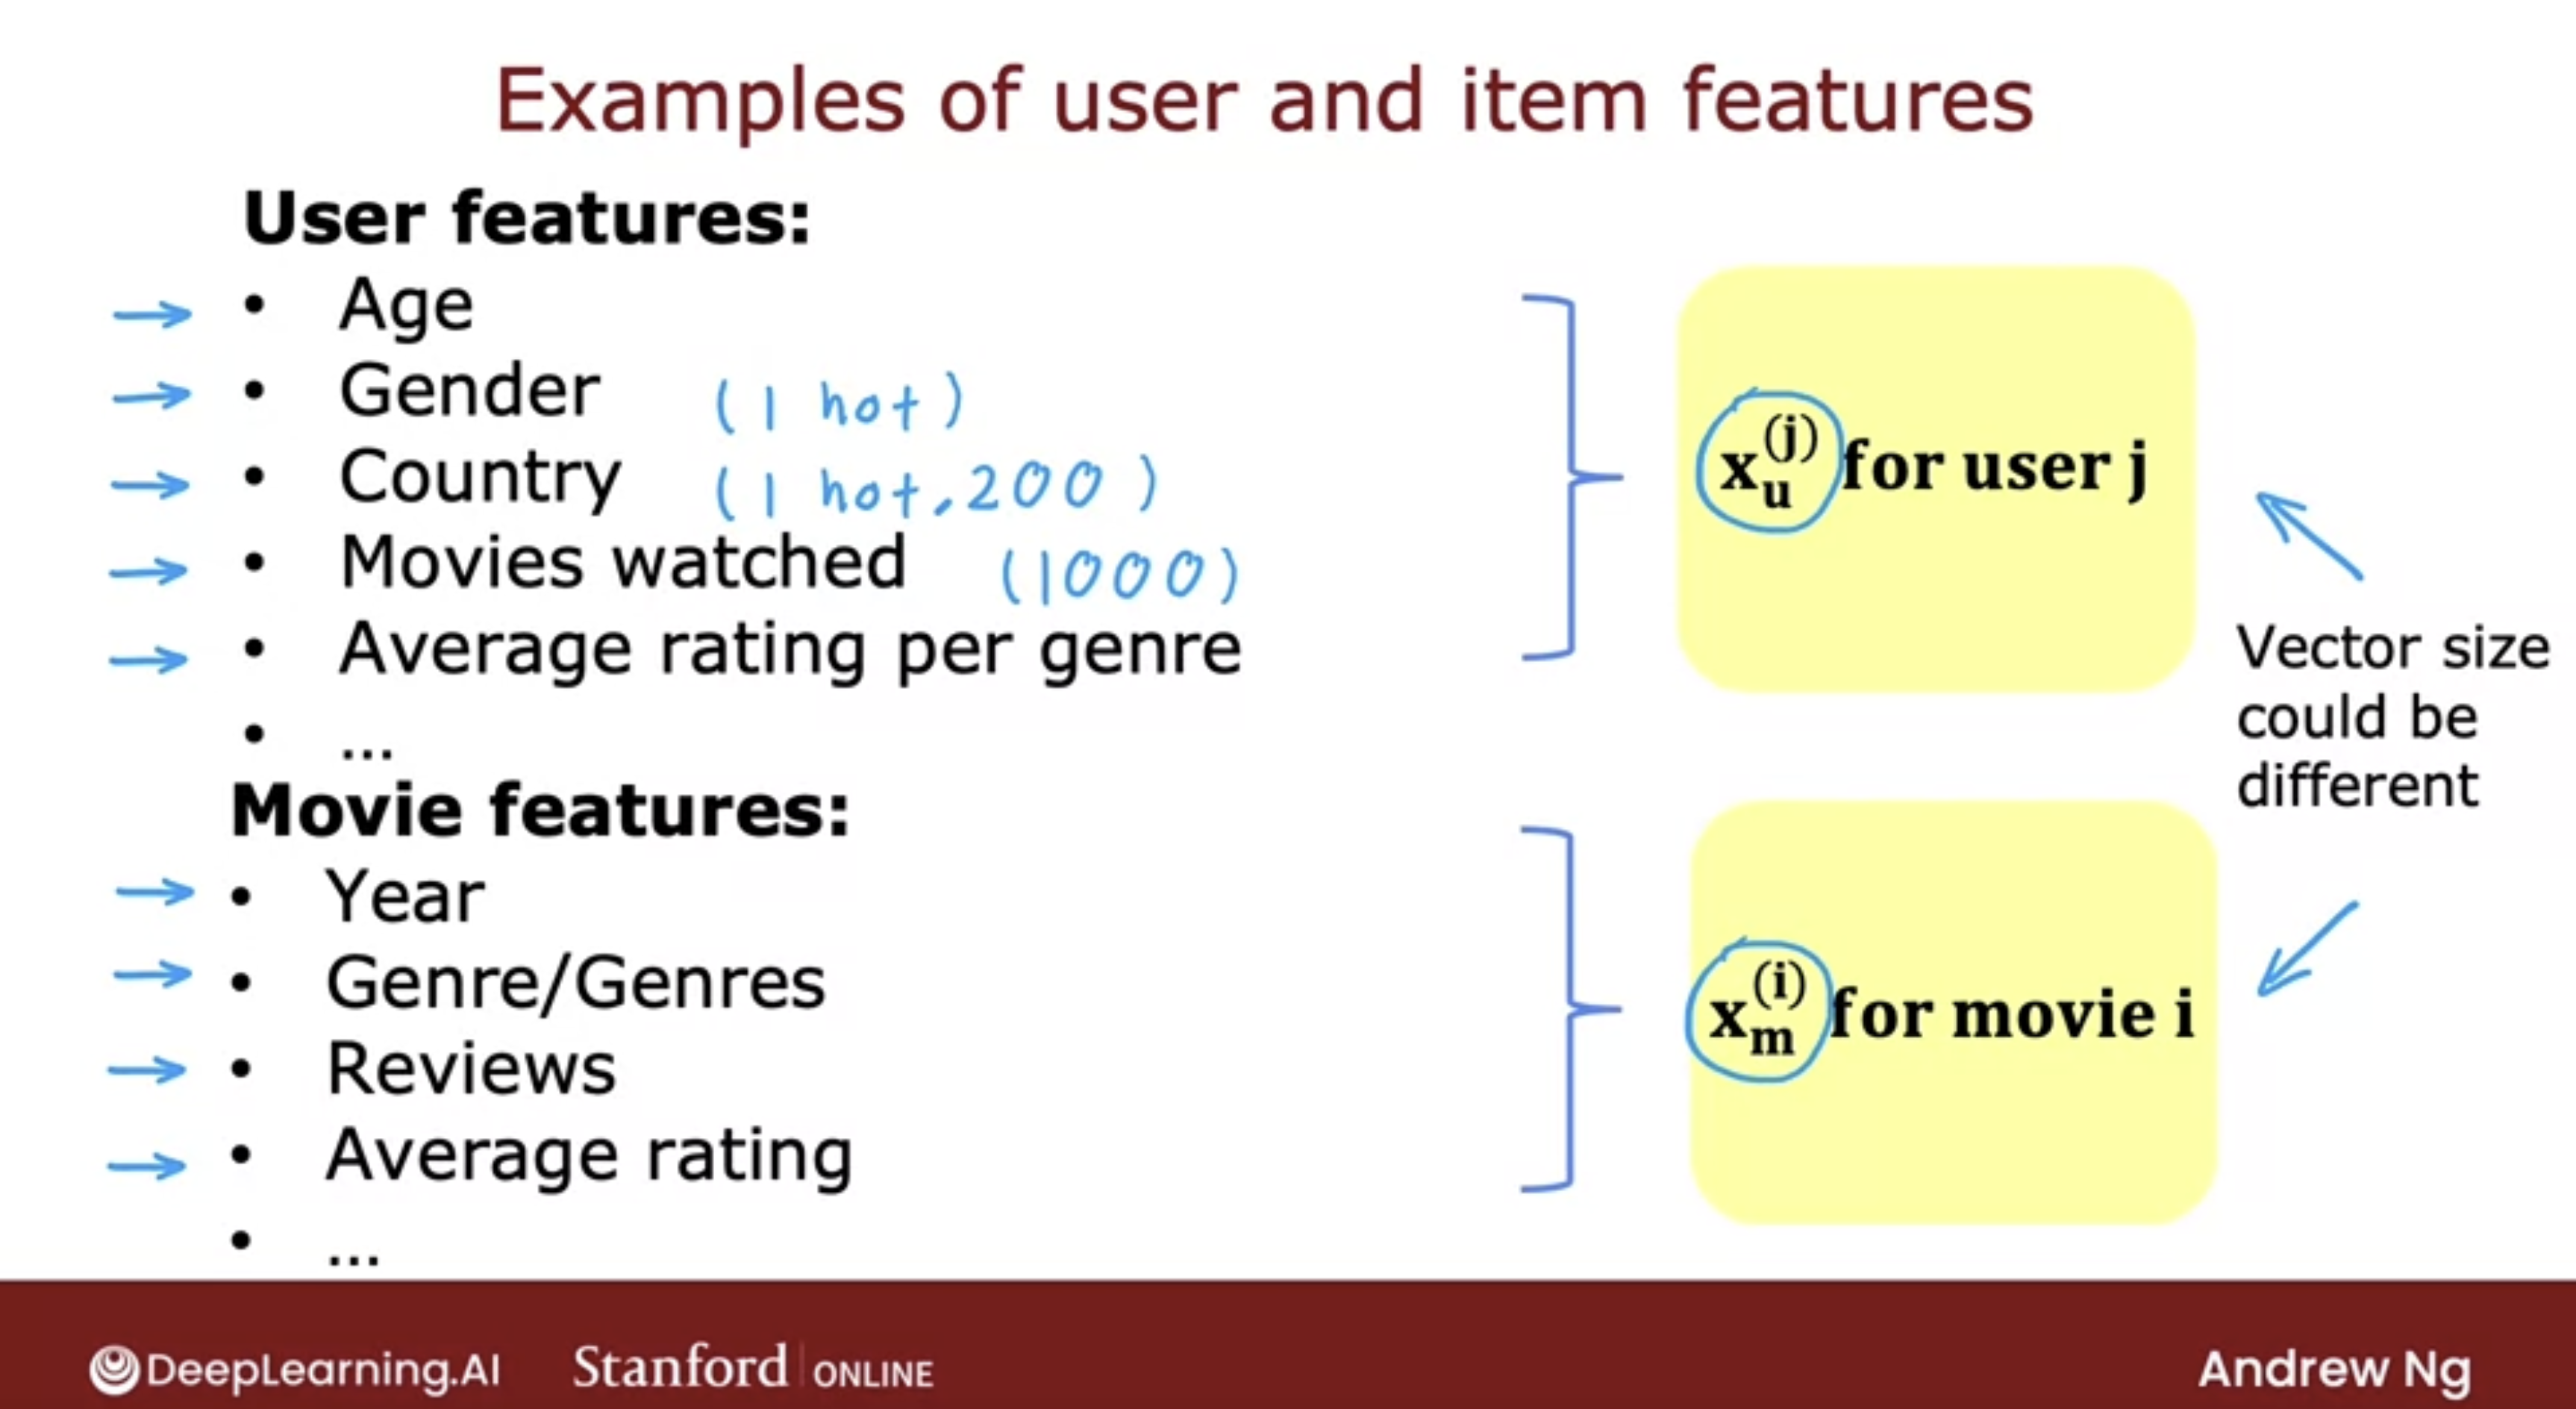 Examples of user and item features
User features:
• Age
• Gender (1 hot)
• Country (1 hot, 200)
• Movies watched (1000)
• Average rating per genre
• ...
x_u^(j) for user j
Vector size
could be
different
Movie features:
• Year
• Genre/Genres
• Reviews
• Average rating
• ...
x_m^(i) for movie i
DeepLearning.AI Stanford | ONLINE Andrew Ng